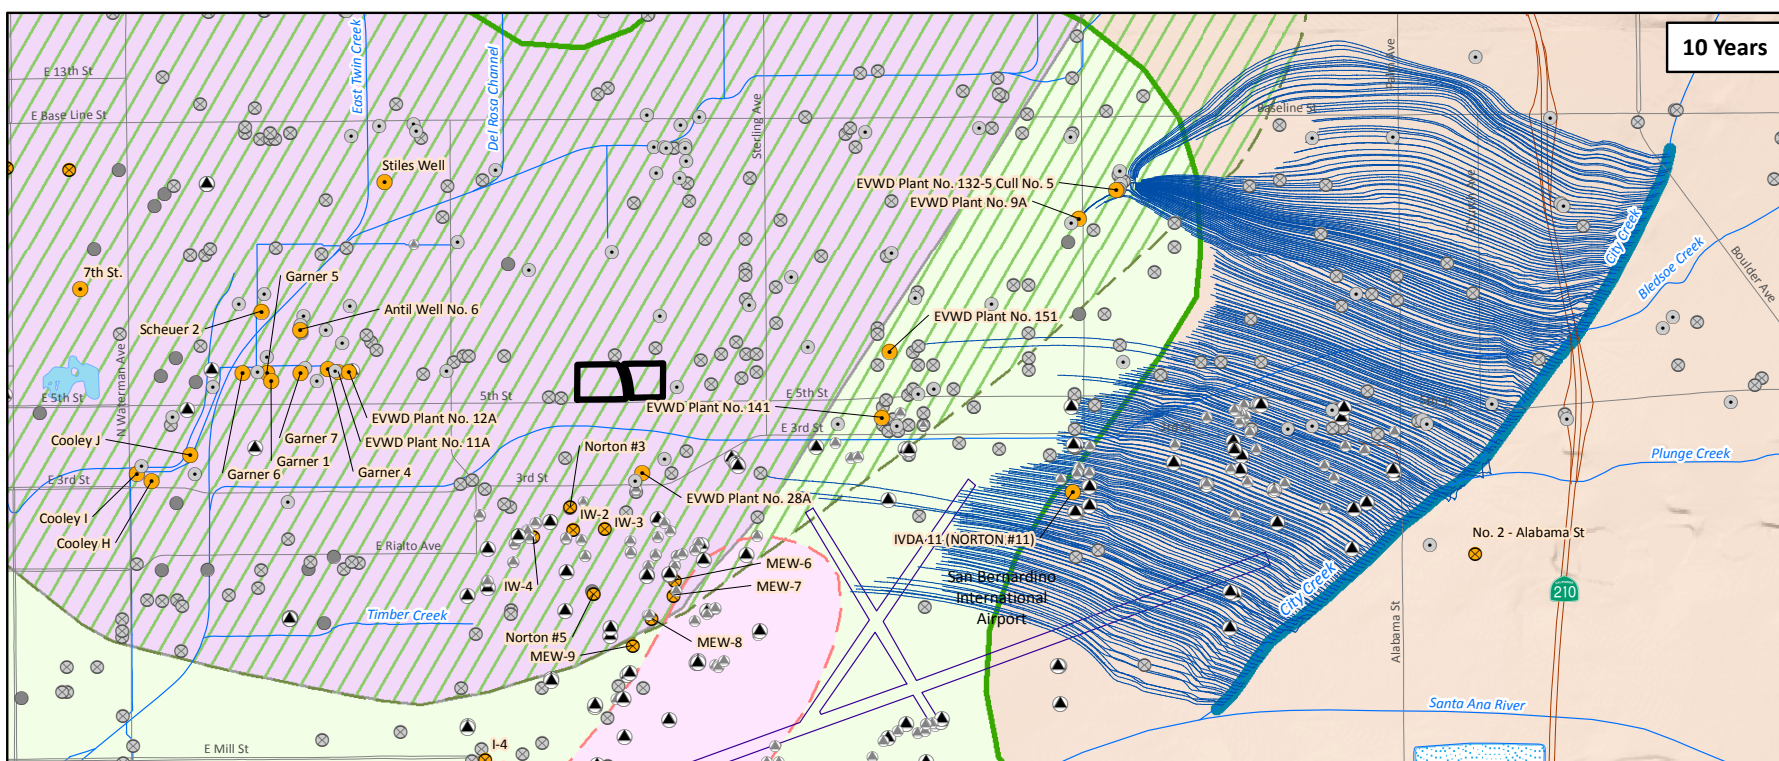 10 Years
E 13th St
East Twin Creek
Del Rosa Channel
Sterling Ave
Palm Ave
E Base Line St
Baseline St
Stiles Well
EVWD Plant No. 132-5 Cull No. 5
EVWD Plant No. 9A
City Creek
Bledsoe Creek
Boulder Ave
7th St.
Garner 5
Scheuer 2
Antil Well No. 6
EVWD Plant No. 151
N Waterman Ave
E 5th St
5th St
E 5th St
EVWD Plant No. 141
EVWD Plant No. 12A
E 3rd St
Cooley J
Garner 7
EVWD Plant No. 11A
Norton #3
Plunge Creek
Garner 1
Garner 6
Garner 4
E 3rd St
3rd St
EVWD Plant No. 28A
Cooley I
IW-2
IW-3
Cooley H
E Rialto Ave
IVDA 11 (NORTON #11)
No. 2 - Alabama St
MEW-6
San Bernardino
International
Airport
IW-4
MEW-7
City Creek
210
Timber Creek
Norton #5
MEW-8
MEW-9
Alabama St
Santa Ana River
E Mill St
I-4